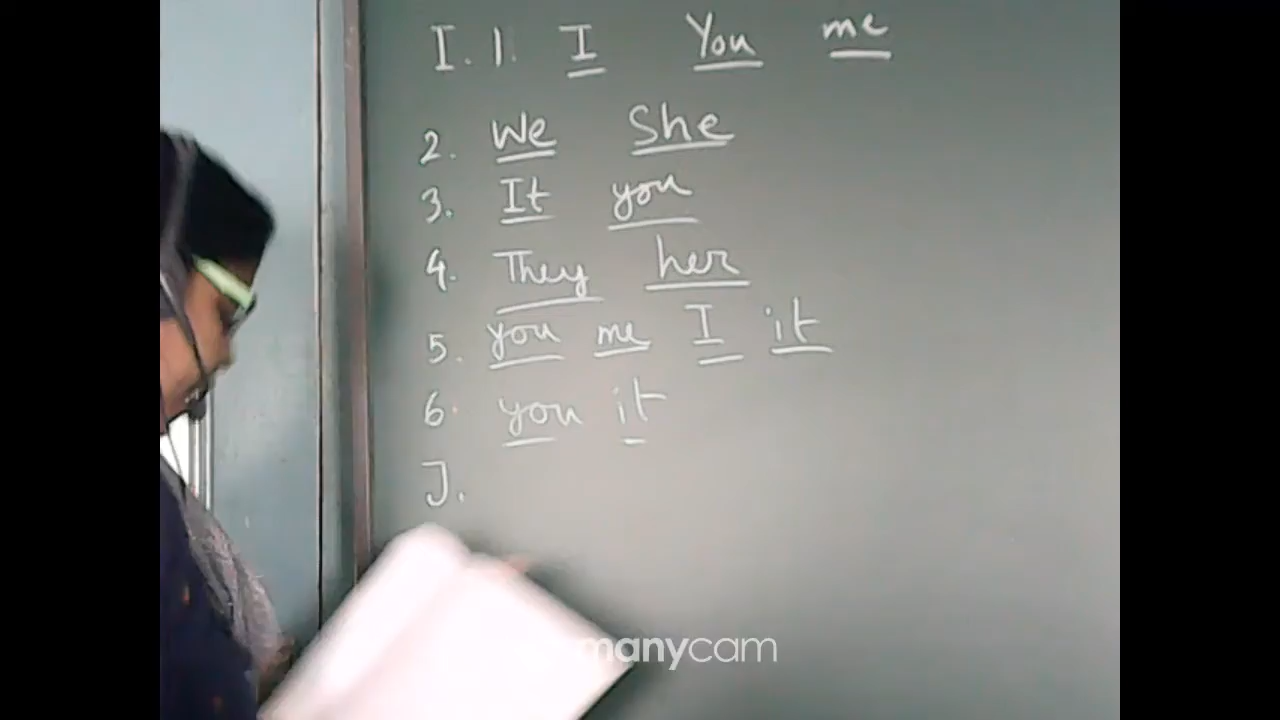 I. 1. I You me
2. We She
3. It you
4. They her
5. you me I it
6. you it
J.
manycam